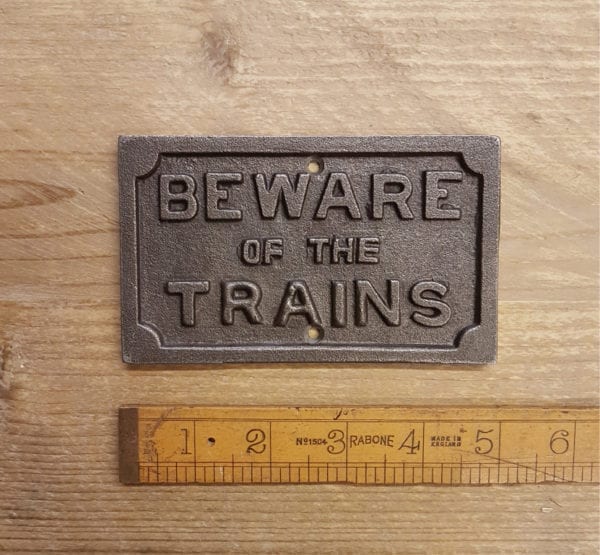 BEWARE
OF THE
TRAINS
1 2 No1504 3 RABONE 4 MADE IN ENGLAND 5 6